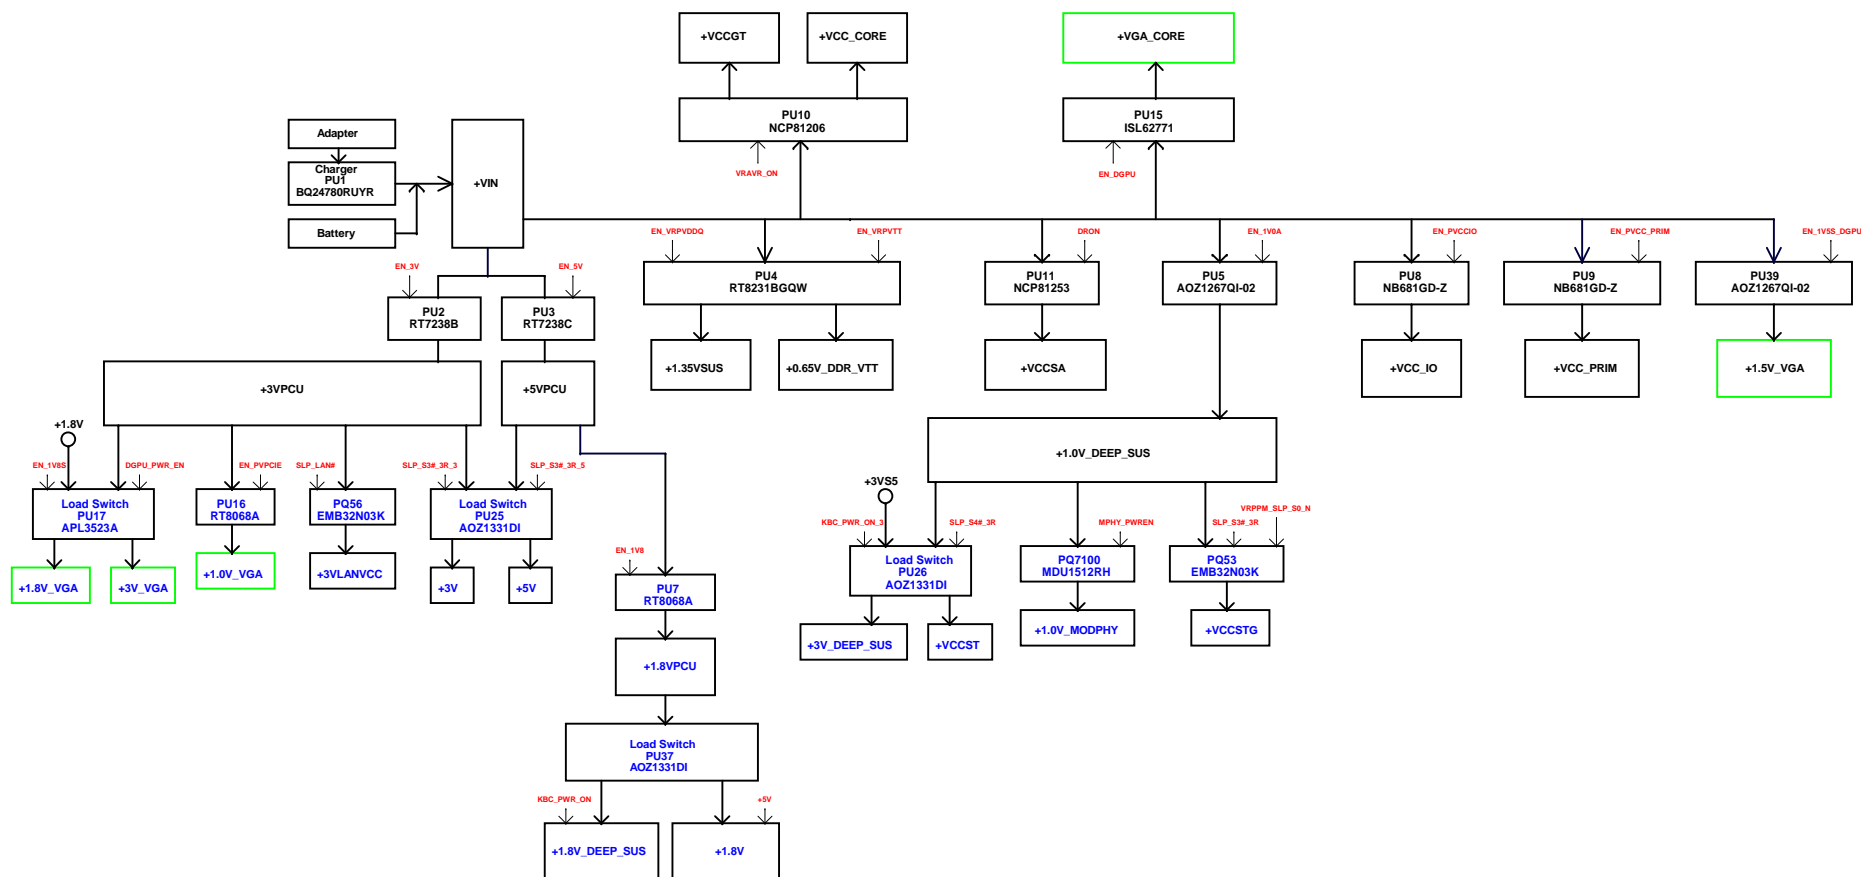 +VCCGT
+VCC_CORE
+VGA_CORE
PU10
NCP81206
PU15
ISL62771
VRAVR_ON
EN_DGPU
Adapter
Charger
PU1
BQ24780RUYR
Battery
+VIN
EN_3V
EN_5V
PU2
RT7238B
PU3
RT7238C
EN_VRPVDDQ
EN_VRPVTT
PU4
RT8231BGQW
DRON
PU11
NCP81253
EN_1V0A
PU5
AOZ1267QI-02
EN_PVCCIO
PU8
NB681GD-Z
EN_PVCC_PRIM
PU9
NB681GD-Z
EN_1V5S_DGPU
PU39
AOZ1267QI-02
+3VPCU
+5VPCU
+1.35VSUS
+0.65V_DDR_VTT
+VCCSA
+VCC_IO
+VCC_PRIM
+1.5V_VGA
+1.8V
EN_1V8S
DGPU_PWR_EN
EN_PVPCIE
SLP_LAN#
SLP_S3#_3R_3
SLP_S3#_3R_5
Load Switch
PU17
APL3523A
PU16
RT8068A
PQ56
EMB32N03K
Load Switch
PU25
AOZ1331DI
+1.8V_VGA
+3V_VGA
+1.0V_VGA
+3VLANVCC
+3V
+5V
EN_1V8
PU7
RT8068A
+1.8VPCU
Load Switch
PU37
AOZ1331DI
KBC_PWR_ON
+5V
+1.8V_DEEP_SUS
+1.8V
+1.0V_DEEP_SUS
+3VS5
KBC_PWR_ON_3
SLP_S4#_3R
MPHY_PWREN
SLP_S3#_3R
VRPPM_SLP_S0_N
Load Switch
PU26
AOZ1331DI
PQ7100
MDU1512RH
PQ53
EMB32N03K
+3V_DEEP_SUS
+VCCST
+1.0V_MODPHY
+VCCSTG